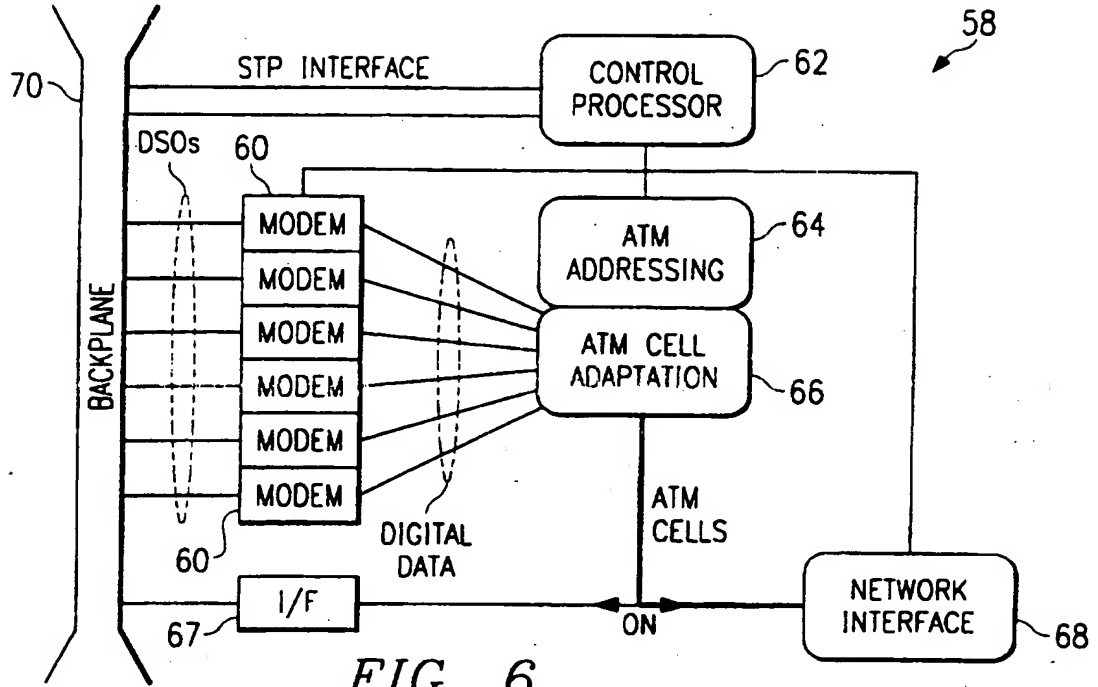 58
70
STP INTERFACE
CONTROL
PROCESSOR
62
DSOs
60
MODEM
MODEM
MODEM
MODEM
MODEM
MODEM
60
BACKPLANE
ATM
ADDRESSING
64
ATM CELL
ADAPTATION
66
DIGITAL
DATA
ATM
CELLS
I/F
67
ON
NETWORK
INTERFACE
68
FIG. 6